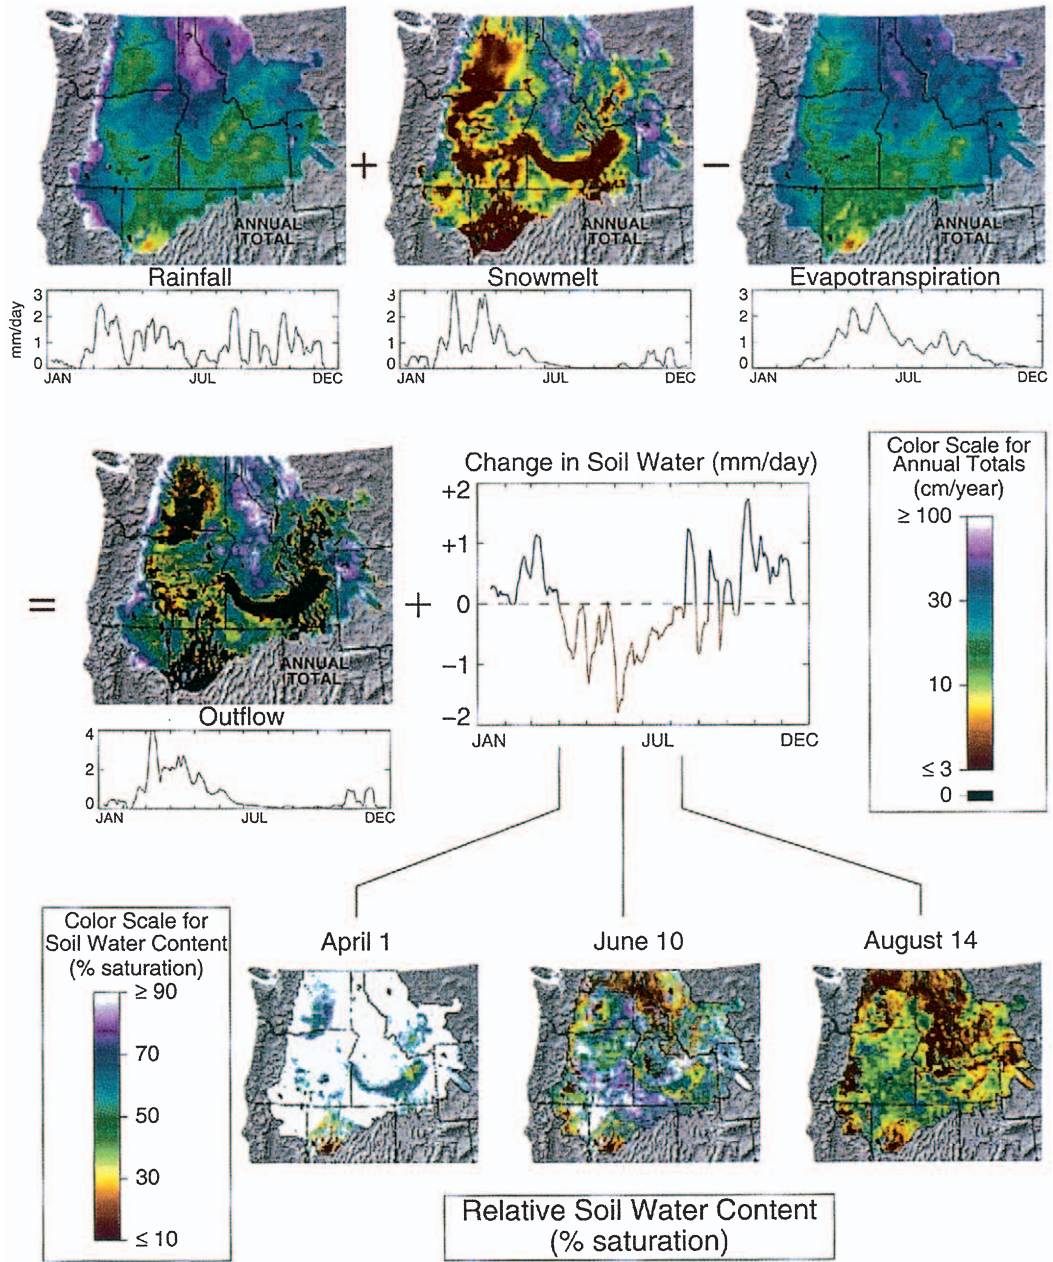 +
−
ANNUAL
TOTAL
ANNUAL
TOTAL
ANNUAL
TOTAL
Rainfall
Snowmelt
Evapotranspiration
mm/day
3
2
1
0
JAN
JUL
DEC
3
2
1
0
JAN
JUL
DEC
3
2
1
0
JAN
JUL
DEC
=
ANNUAL
TOTAL
Outflow
4
2
0
JAN
JUL
DEC
+
Change in Soil Water (mm/day)
+2
+1
0
−1
−2
JAN
JUL
DEC
Color Scale for
Annual Totals
(cm/year)
≥ 100
30
10
≤ 3
0
Color Scale for
Soil Water Content
(% saturation)
≥ 90
70
50
30
≤ 10
April 1
June 10
August 14
Relative Soil Water Content
(% saturation)